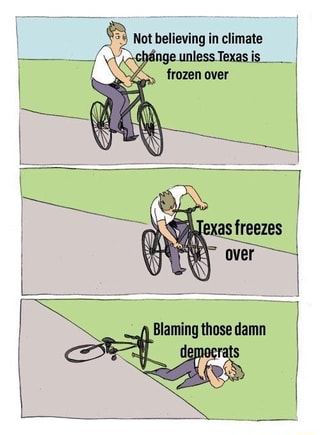 Not believing in climate
change unless Texas is
frozen over
Texas freezes
over
Blaming those damn
democrats